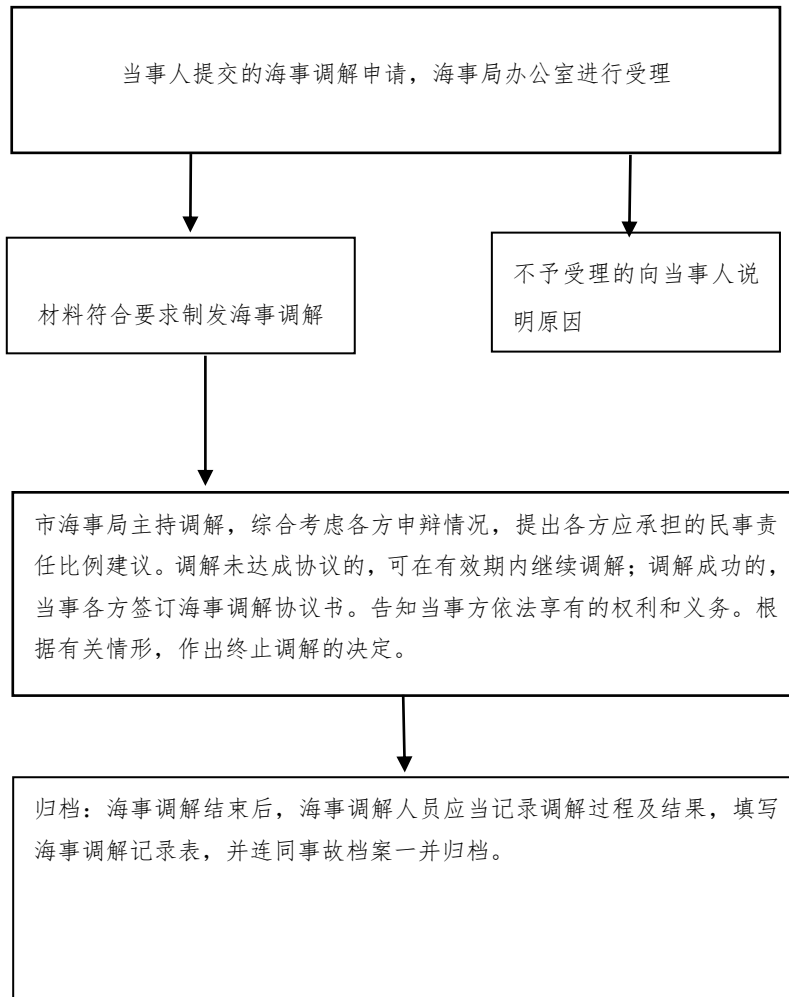 当事人提交的海事调解申请，海事局办公室进行受理
材料符合要求制发海事调解
不予受理的向当事人说
明原因
市海事局主持调解，综合考虑各方申辩情况，提出各方应承担的民事责
任比例建议。调解未达成协议的，可在有效期内继续调解；调解成功的，
当事各方签订海事调解协议书。告知当事方依法享有的权利和义务。根
据有关情形，作出终止调解的决定。
归档：海事调解结束后，海事调解人员应当记录调解过程及结果，填写
海事调解记录表，并连同事故档案一并归档。